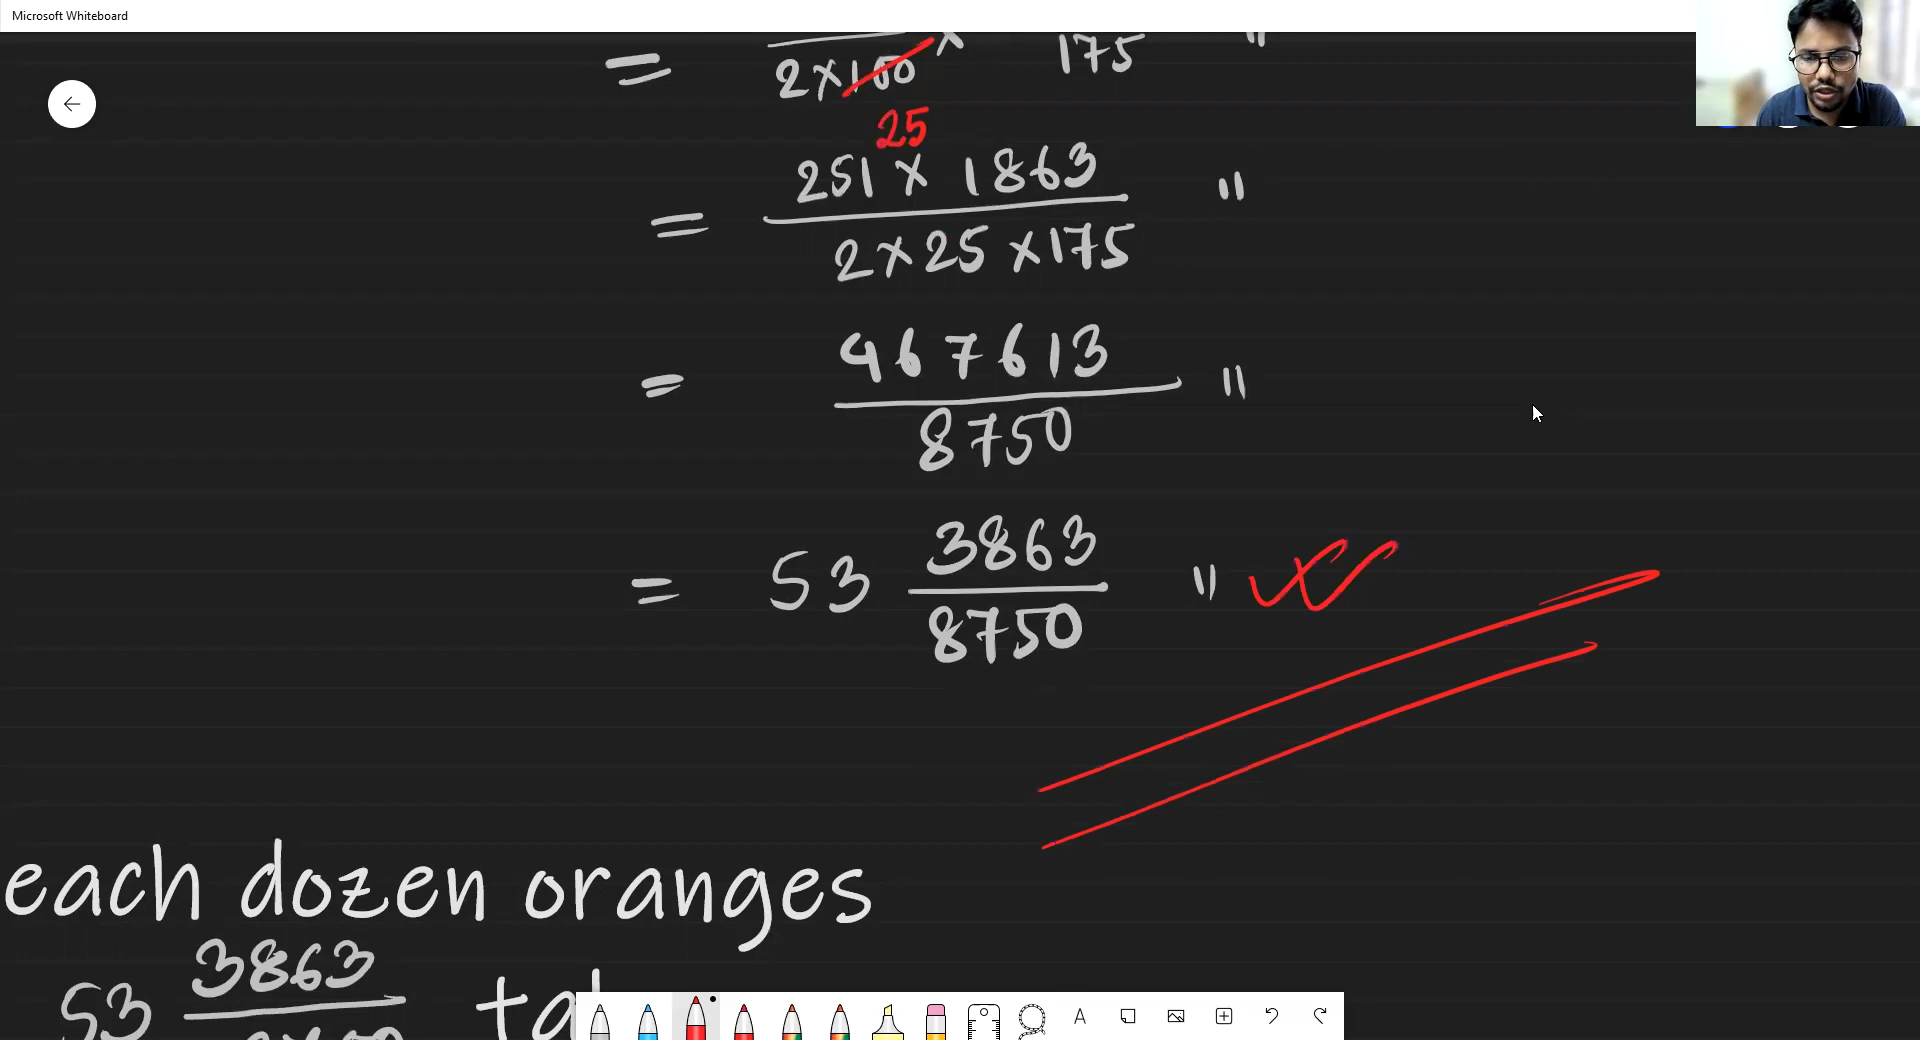 Microsoft Whiteboard
= 2×100 × 175 "
25
= 251 × 1863 "
2 × 25 × 175
= 467613 "
8750
= 53 3863 "
8750
each dozen oranges
53 3863
A